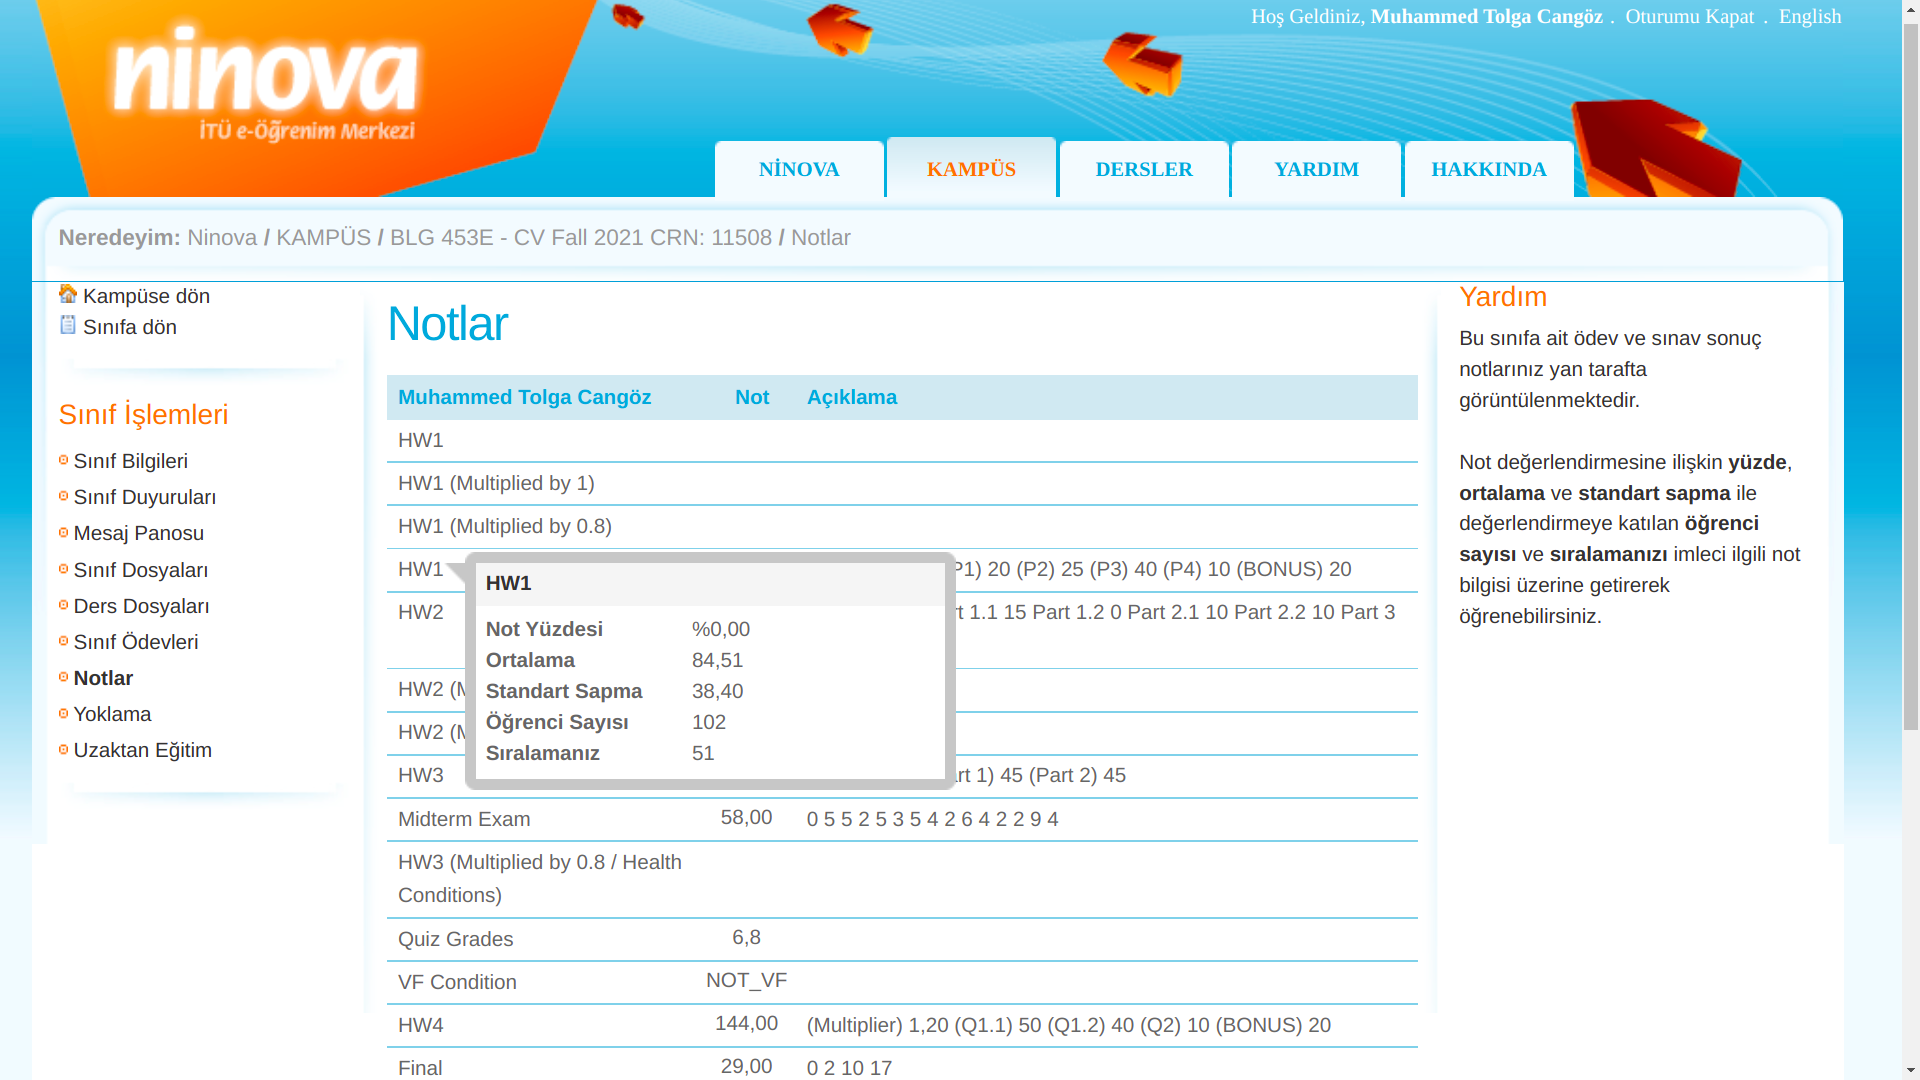 Hoş Geldiniz, Muhammed Tolga Cangöz . Oturumu Kapat . English
ninova
İTÜ e-Öğrenim Merkezi
NİNOVA KAMPÜS DERSLER YARDIM HAKKINDA
Neredeyim: Ninova / KAMPÜS / BLG 453E - CV Fall 2021 CRN: 11508 / Notlar
Kampüse dön
Sınıfa dön
Sınıf İşlemleri
Sınıf Bilgileri
Sınıf Duyuruları
Mesaj Panosu
Sınıf Dosyaları
Ders Dosyaları
Sınıf Ödevleri
Notlar
Yoklama
Uzaktan Eğitim
Notlar
Muhammed Tolga Cangöz Not Açıklama
HW1
HW1 (Multiplied by 1)
HW1 (Multiplied by 0.8)
HW1 P1) 20 (P2) 25 (P3) 40 (P4) 10 (BONUS) 20
HW2 1.1 15 Part 1.2 0 Part 2.1 10 Part 2.2 10 Part 3
HW2
HW2
HW3 1) 45 (Part 2) 45
Midterm Exam 58,00 0 5 5 2 5 3 5 4 2 6 4 2 2 9 4
HW3 (Multiplied by 0.8 / Health
Conditions)
Quiz Grades 6,8
VF Condition NOT_VF
HW4 144,00 (Multiplier) 1,20 (Q1.1) 50 (Q1.2) 40 (Q2) 10 (BONUS) 20
Final 29,00 0 2 10 17
HW1
Not Yüzdesi %0,00
Ortalama 84,51
Standart Sapma 38,40
Öğrenci Sayısı 102
Sıralamanız 51
Yardım
Bu sınıfa ait ödev ve sınav sonuç
notlarınız yan tarafta
görüntülenmektedir.
Not değerlendirmesine ilişkin yüzde,
ortalama ve standart sapma ile
değerlendirmeye katılan öğrenci
sayısı ve sıralamanızı imleci ilgili not
bilgisi üzerine getirerek
öğrenebilirsiniz.